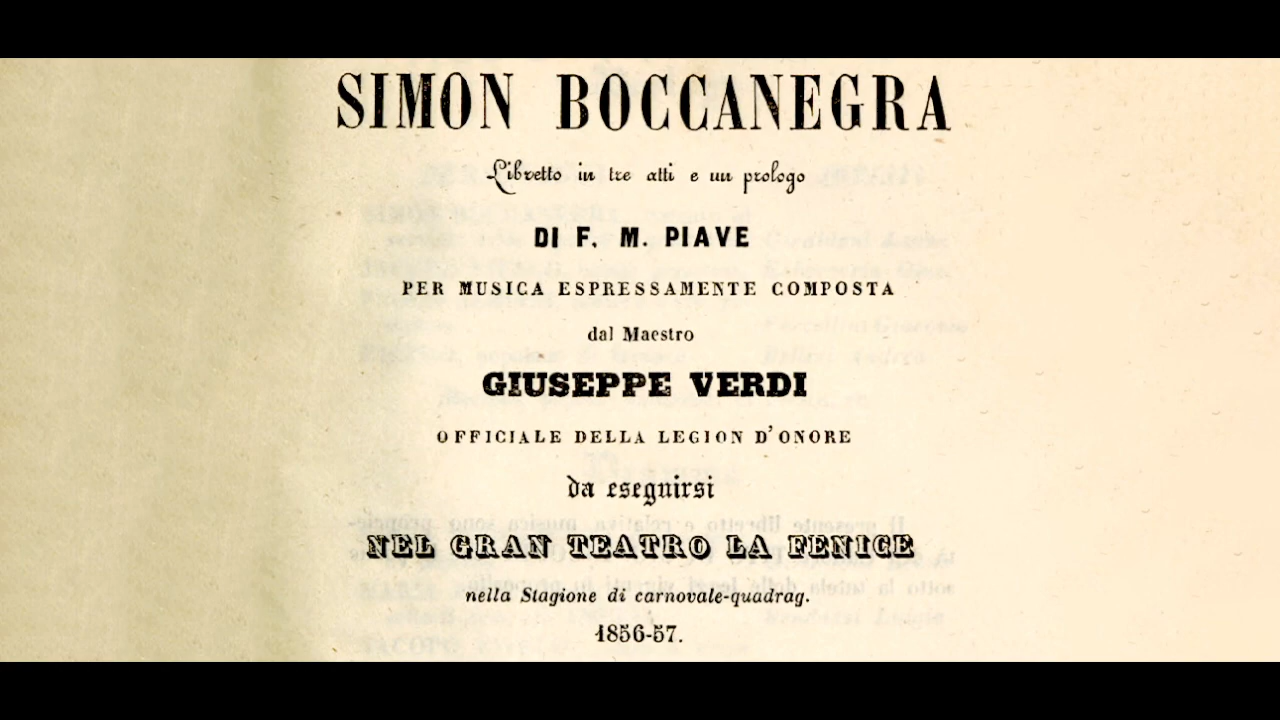 SIMON BOCCANEGRA
Libretto in tre atti e un prologo
DI F. M. PIAVE
PER MUSICA ESPRESSAMENTE COMPOSTA
dal Maestro
GIUSEPPE VERDI
OFFICIALE DELLA LEGION D'ONORE
da eseguirsi
NEL GRAN TEATRO LA FENICE
nella Stagione di carnovale-quadrag.
1856-57.